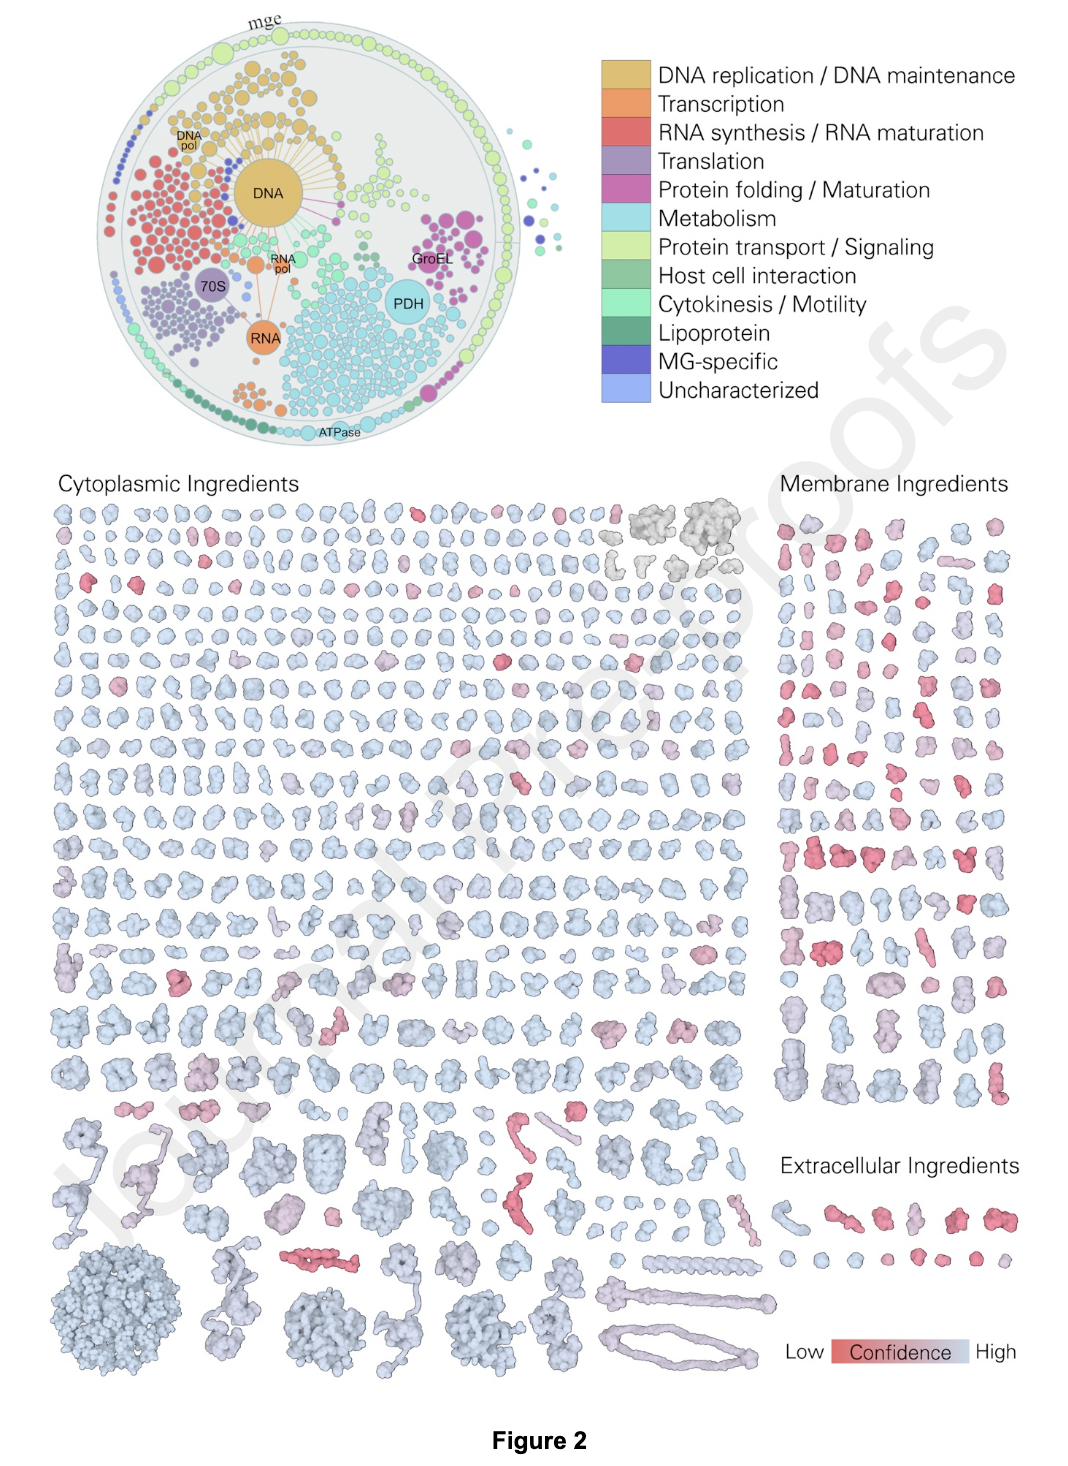 mge
DNA
pol
DNA
RNA
pol
GroEL
70S
PDH
RNA
ATPase
DNA replication / DNA maintenance
Transcription
RNA synthesis / RNA maturation
Translation
Protein folding / Maturation
Metabolism
Protein transport / Signaling
Host cell interaction
Cytokinesis / Motility
Lipoprotein
MG-specific
Uncharacterized
Cytoplasmic Ingredients
Membrane Ingredients
Extracellular Ingredients
Low Confidence High
Journal Pre-proofs
Figure 2